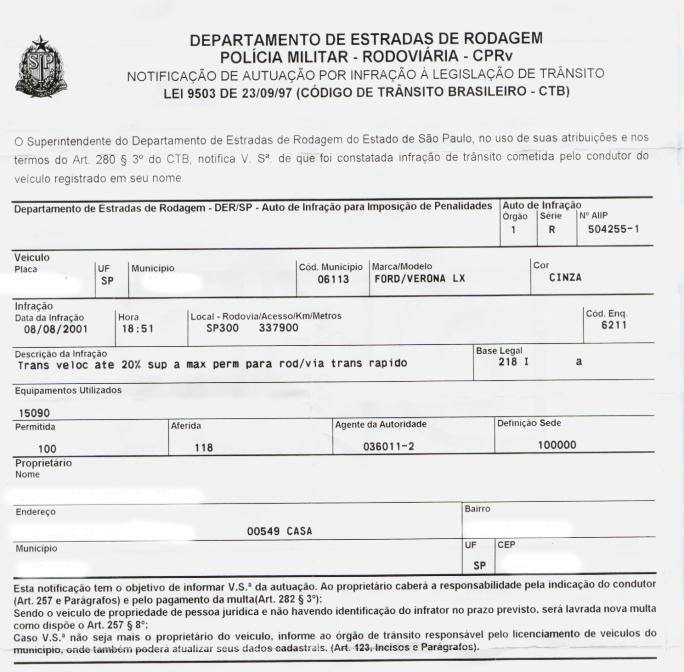 DEPARTAMENTO DE ESTRADAS DE RODAGEM
POLÍCIA MILITAR - RODOVIÁRIA - CPRv
NOTIFICAÇÃO DE AUTUAÇÃO POR INFRAÇÃO À LEGISLAÇÃO DE TRÂNSITO
LEI 9503 DE 23/09/97 (CÓDIGO DE TRÂNSITO BRASILEIRO - CTB)
O Superintendente do Departamento de Estradas de Rodagem do Estado de São Paulo, no uso de suas atribuições e nos
termos do Art. 280 § 3º do CTB, notifica V. Sª. de que foi constatada infração de trânsito cometida pelo condutor do
veículo registrado em seu nome.
Departamento de Estradas de Rodagem - DER/SP - Auto de Infração para Imposição de Penalidades
Auto de Infração
Órgão Série Nº AIIP
1 R 504255-1
Veículo
Placa UF Município Cód. Município Marca/Modelo Cor
SP 06113 FORD/VERONA LX CINZA
Infração
Data da Infração Hora Local - Rodovia/Acesso/Km/Metros Cód. Enq.
08/08/2001 18:51 SP300 337900 6211
Descrição da Infração Base Legal
Trans veloc ate 20% sup a max perm para rod/via trans rapido 218 I a
Equipamentos Utilizados
15090
Permitida Aferida Agente da Autoridade Definição Sede
100 118 036011-2 100000
Proprietário
Nome
Endereço Bairro
00549 CASA
Município UF CEP
SP
Esta notificação tem o objetivo de informar V.S.ª da autuação. Ao proprietário caberá a responsabilidade pela indicação do condutor
(Art. 257 e Parágrafos) e pelo pagamento da multa(Art. 282 § 3º);
Sendo o veículo de propriedade de pessoa jurídica e não havendo identificação do infrator no prazo previsto, será lavrada nova multa
como dispõe o Art. 257 § 8º;
Caso V.S.ª não seja mais o proprietário do veículo, informe ao órgão de trânsito responsável pelo licenciamento de veículos do
município, onde também poderá atualizar seus dados cadastrais. (Art. 123, Incisos e Parágrafos).